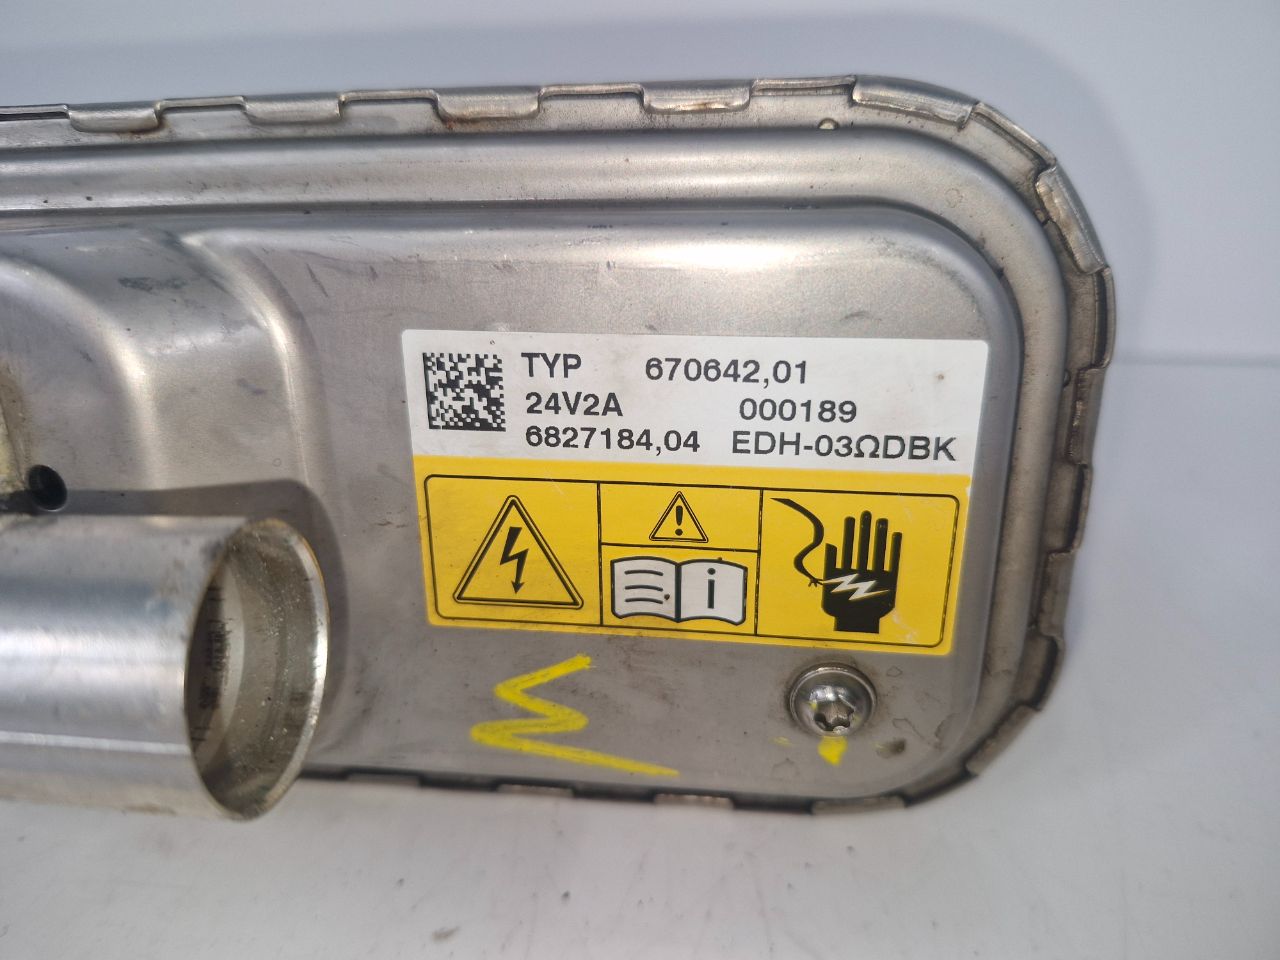 TYP 670642,01
24V2A 000189
6827184,04 EDH-03ΩDBK